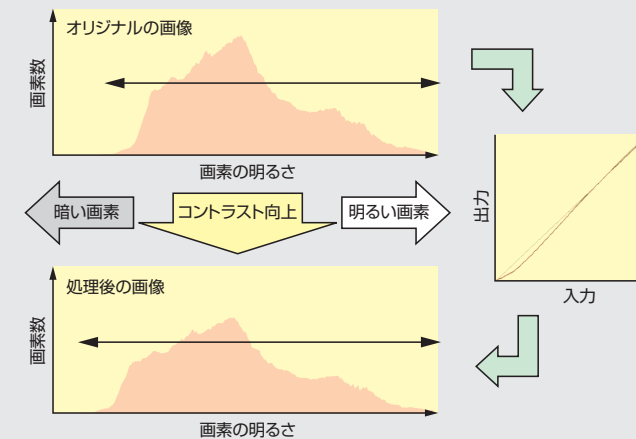 オリジナルの画像
画素数
画素の明るさ
暗い画素
コントラスト向上
明るい画素
出力
入力
処理後の画像
画素数
画素の明るさ